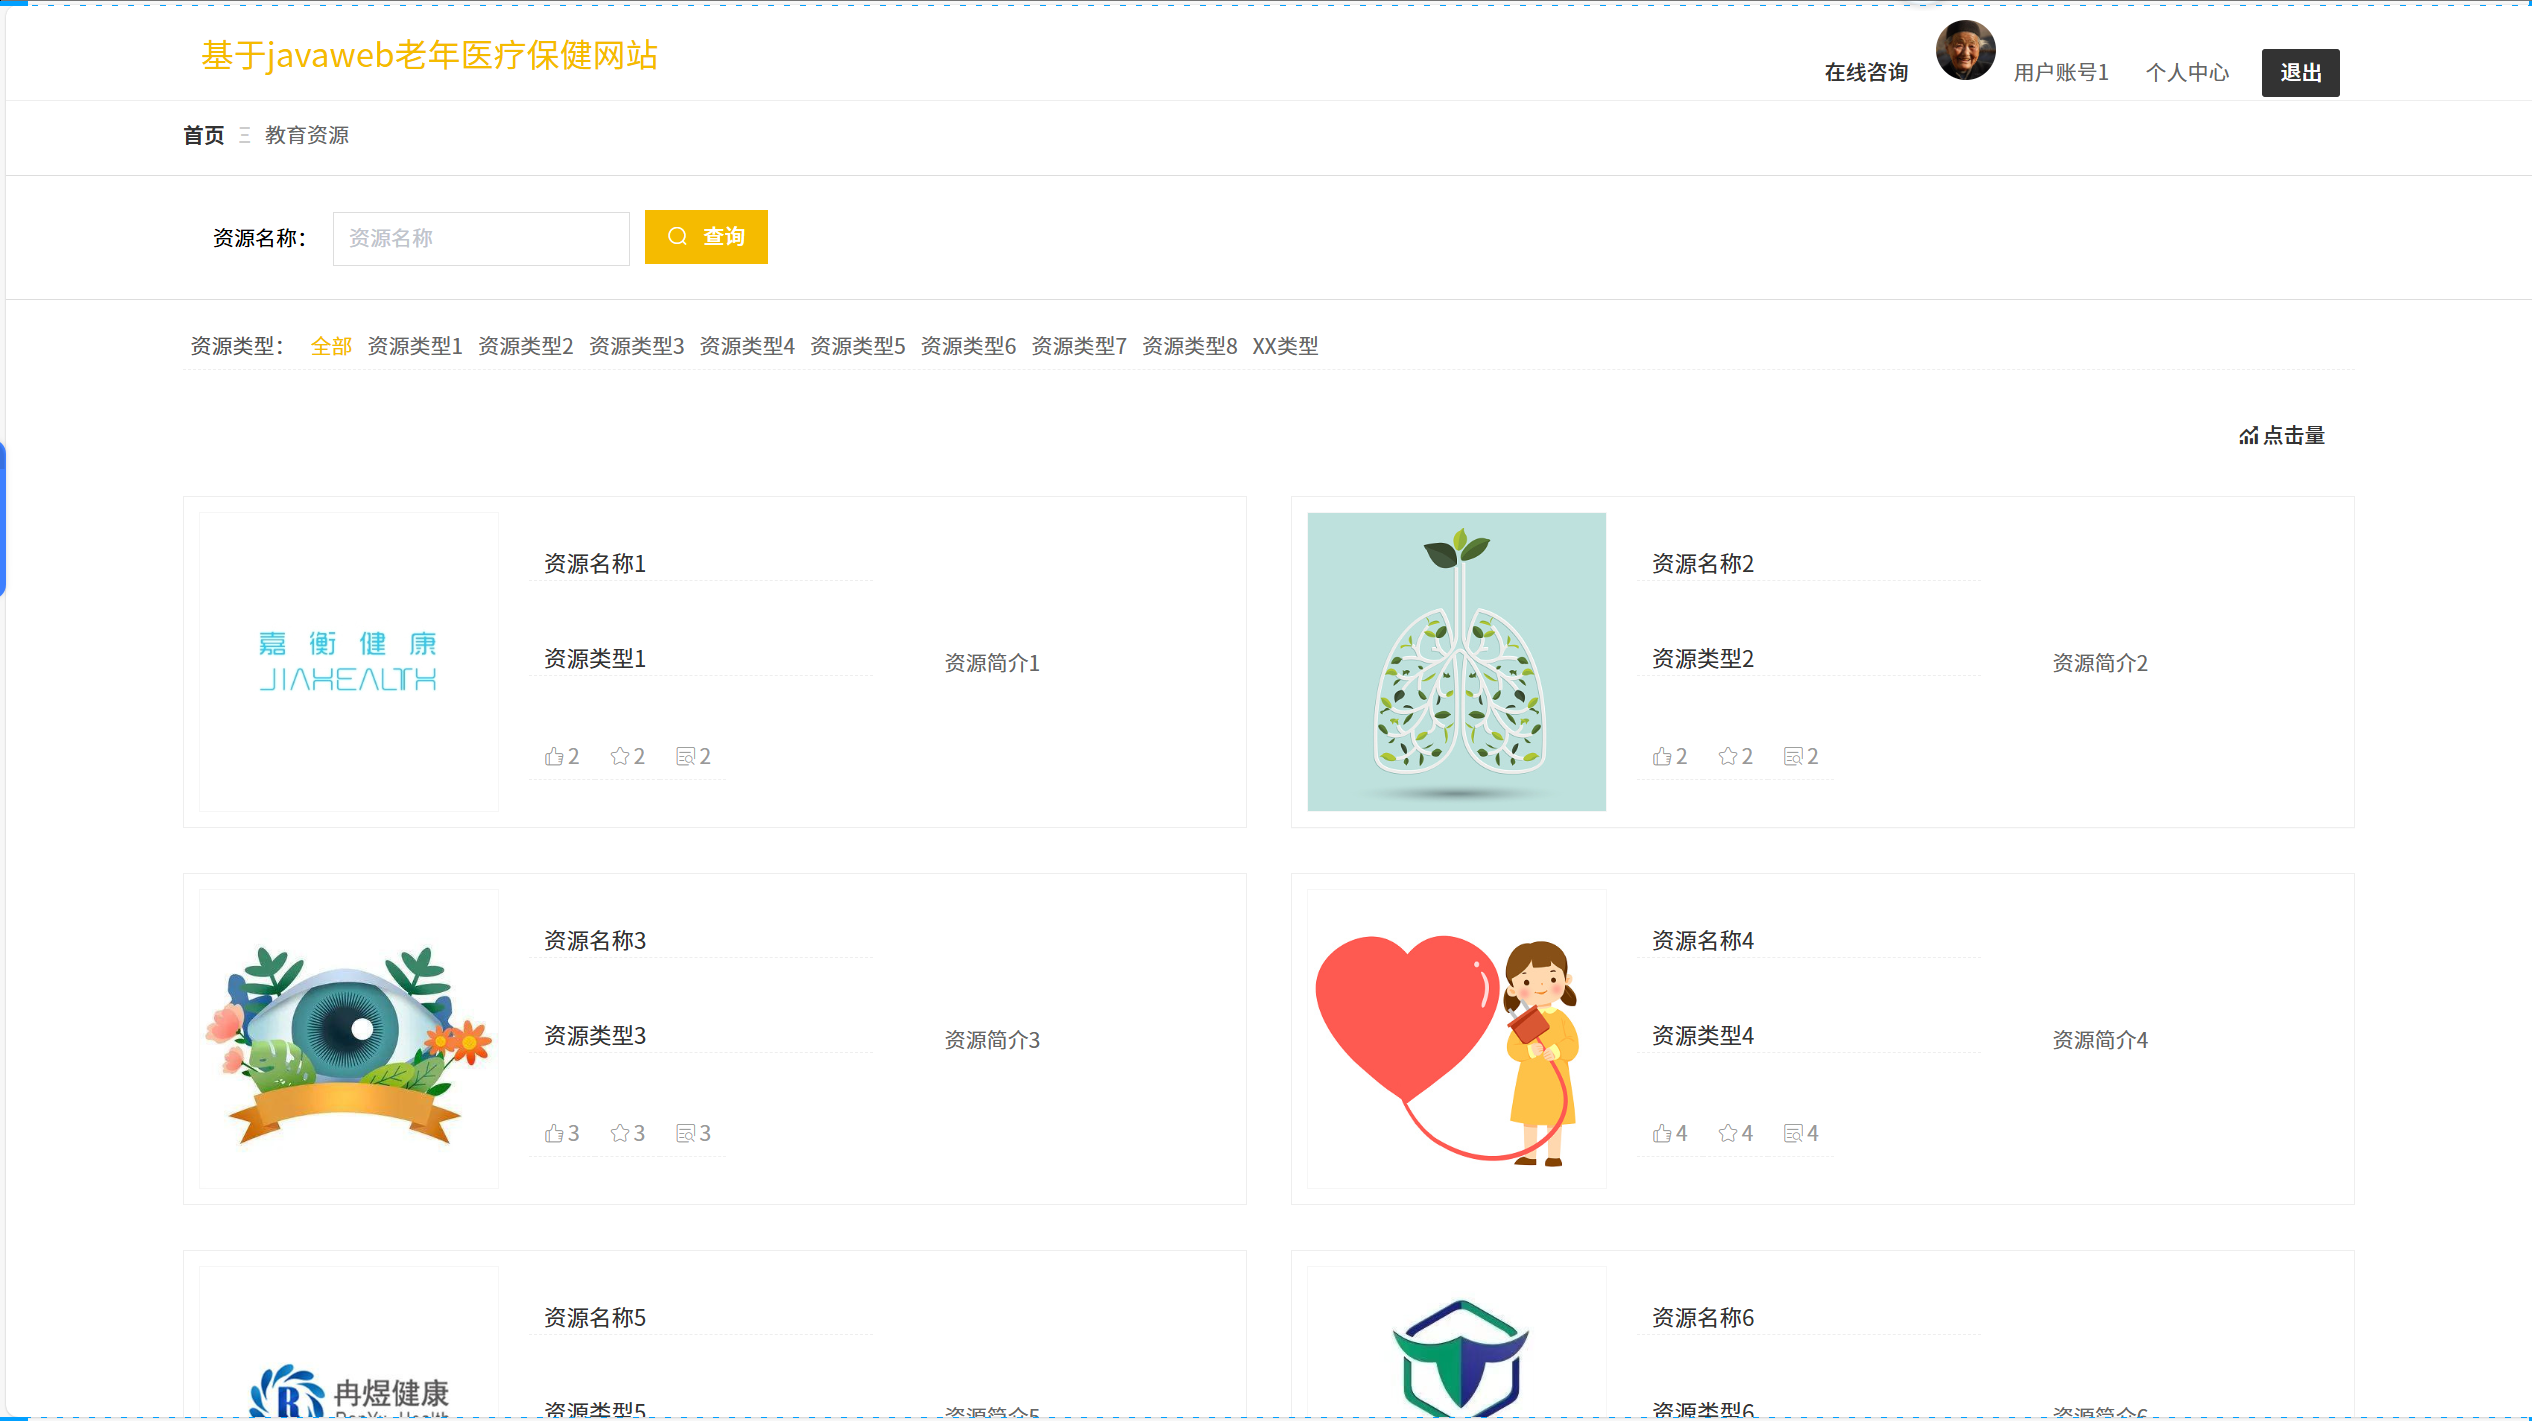 基于javaweb老年医疗保健网站
在线咨询 用户账号1 个人中心 退出
首页 教育资源
资源名称： 资源名称 查询
资源类型： 全部 资源类型1 资源类型2 资源类型3 资源类型4 资源类型5 资源类型6 资源类型7 资源类型8 XX类型
点击量
嘉衡健康
JIAHEALTH
资源名称1
资源类型1
资源简介1
2 2 2
资源名称2
资源类型2
资源简介2
2 2 2
资源名称3
资源类型3
资源简介3
3 3 3
资源名称4
资源类型4
资源简介4
4 4 4
R 冉煜健康
资源名称5
资源类型5
资源简介5
资源名称6
资源类型6
资源简介6